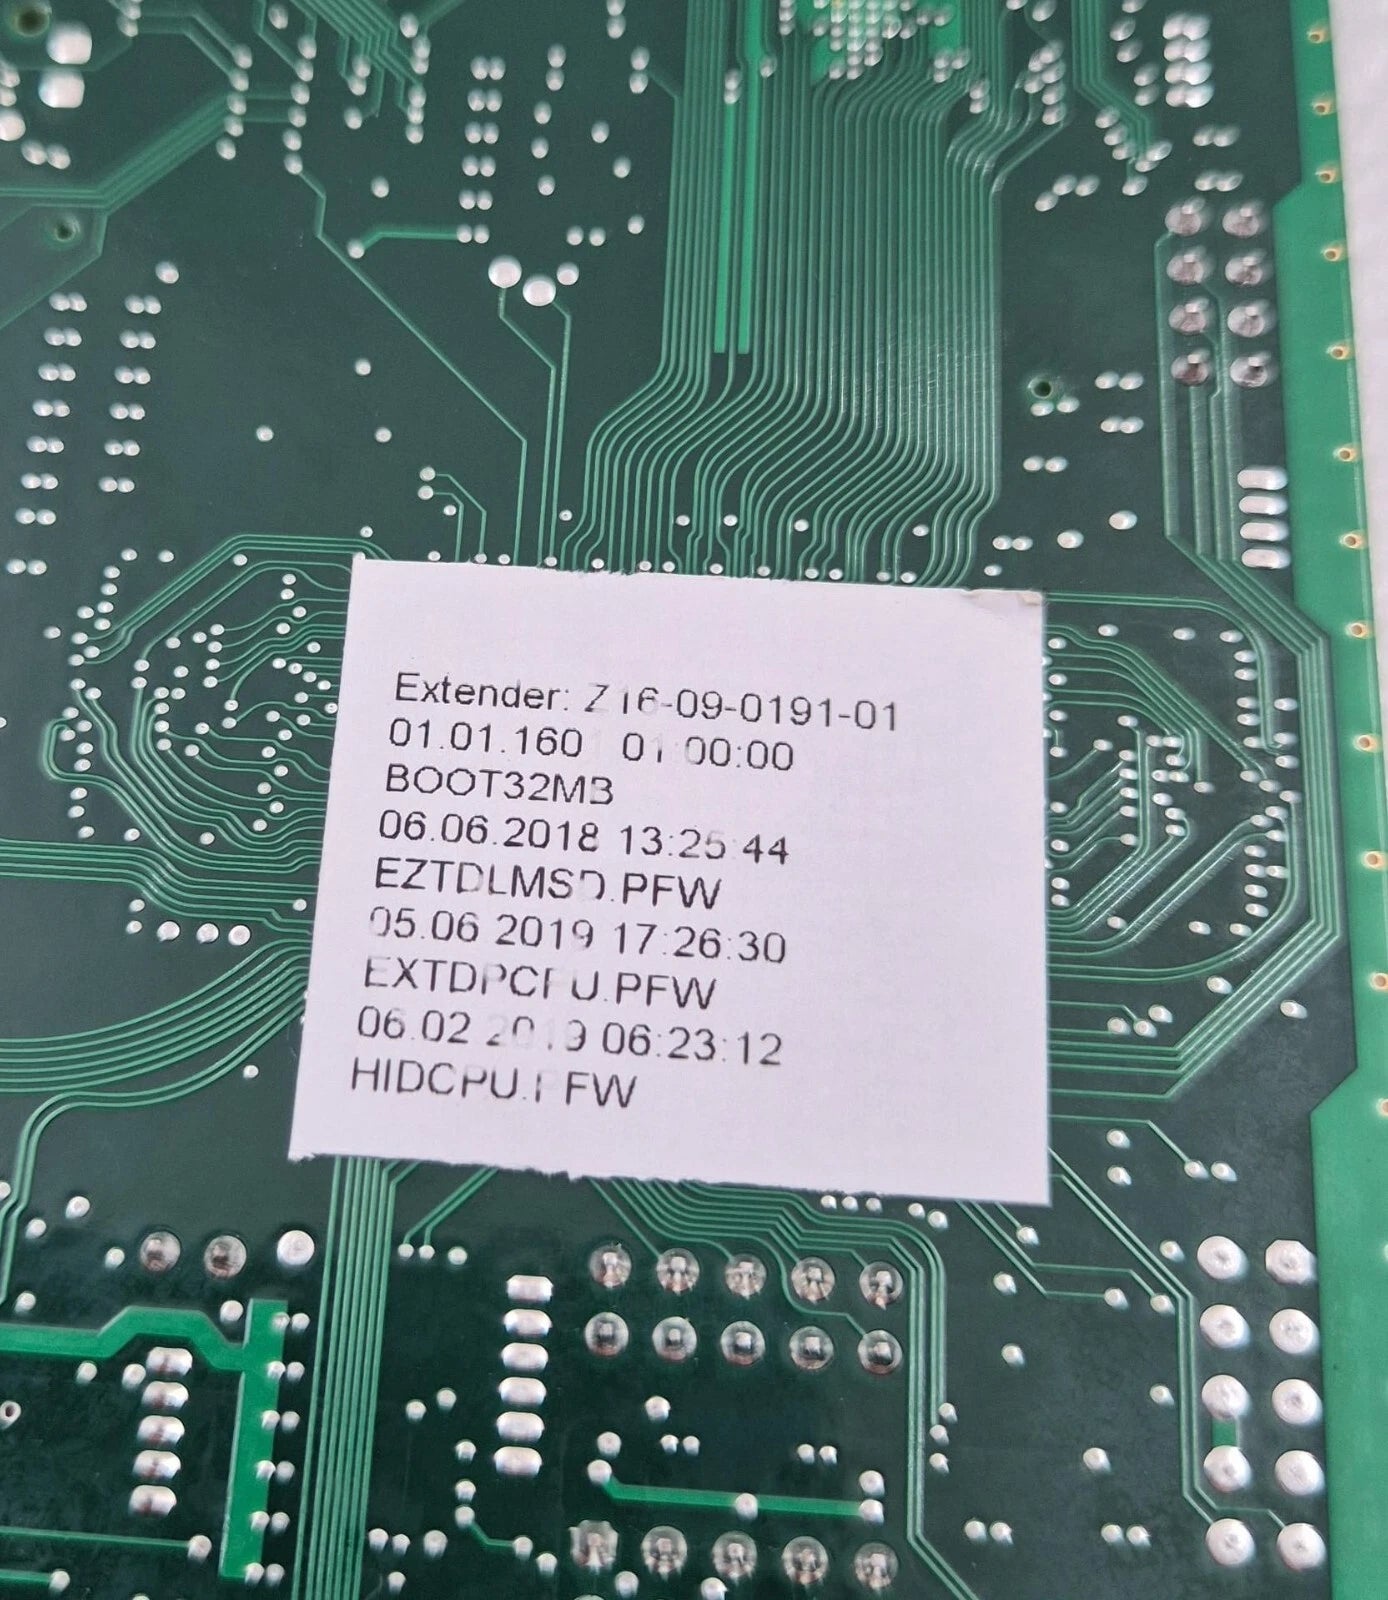 Extender: Z16-09-0191-01
01.01.160 01:00:00
BOOT32MB
06.06.2018 13:25:44
EZTDLMSD.PFW
05.06.2019 17:26:30
EXTDPCFU.PFW
06.02.2019 06:23:12
HIDCPU.PFW